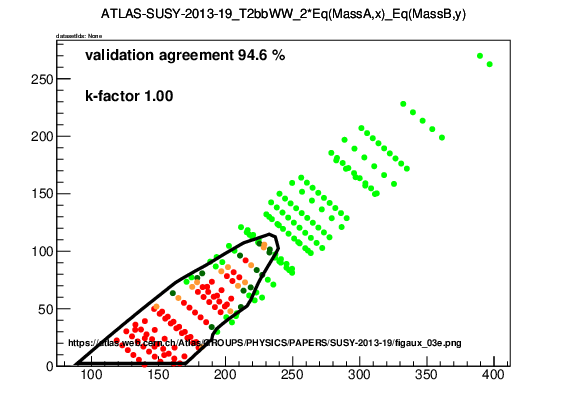 ATLAS-SUSY-2013-19_T2bbWW_2*Eq(MassA,x)_Eq(MassB,y)
datasetIds: None
validation agreement 94.6 %
k-factor 1.00
250
200
150
100
50
https://atlas.web.cern.ch/Atlas/GROUPS/PHYSICS/PAPERS/SUSY-2013-19/figaux_03e.png
0
100 150 200 250 300 350 400